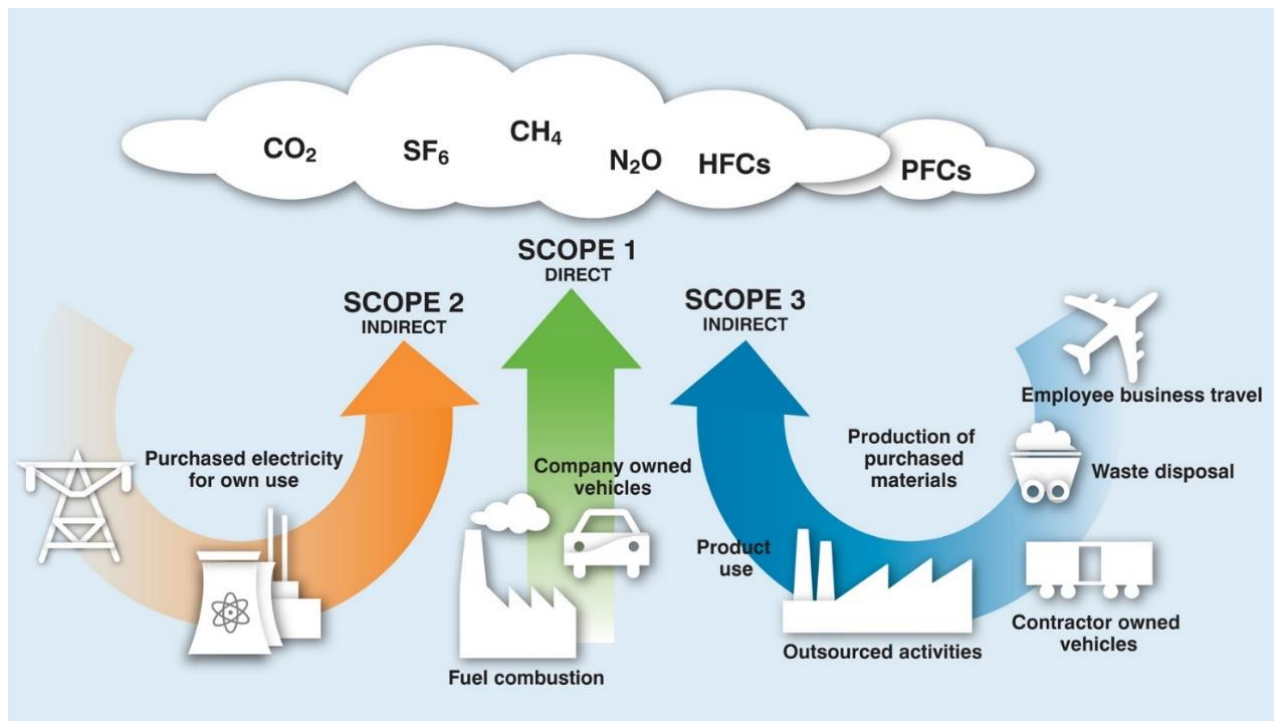 CO₂
SF₆
CH₄
N₂O
HFCs
PFCs
SCOPE 1
DIRECT
SCOPE 2
INDIRECT
SCOPE 3
INDIRECT
Purchased electricity
for own use
Company owned
vehicles
Fuel combustion
Product
use
Production of
purchased
materials
Outsourced activities
Employee business travel
Waste disposal
Contractor owned
vehicles